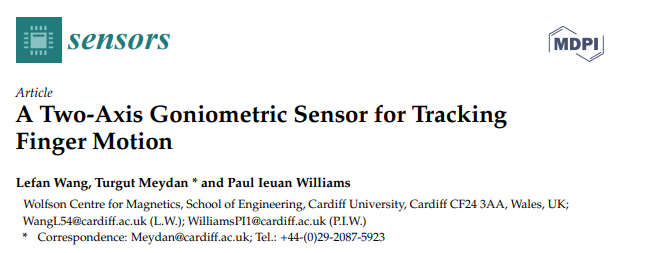 sensors
MDPI
Article
A Two-Axis Goniometric Sensor for Tracking
Finger Motion
Lefan Wang, Turgut Meydan * and Paul Ieuan Williams
Wolfson Centre for Magnetics, School of Engineering, Cardiff University, Cardiff CF24 3AA, Wales, UK;
WangL54@cardiff.ac.uk (L.W.); WilliamsPI1@cardiff.ac.uk (P.I.W.)
* Correspondence: Meydan@cardiff.ac.uk; Tel.: +44-(0)29-2087-5923